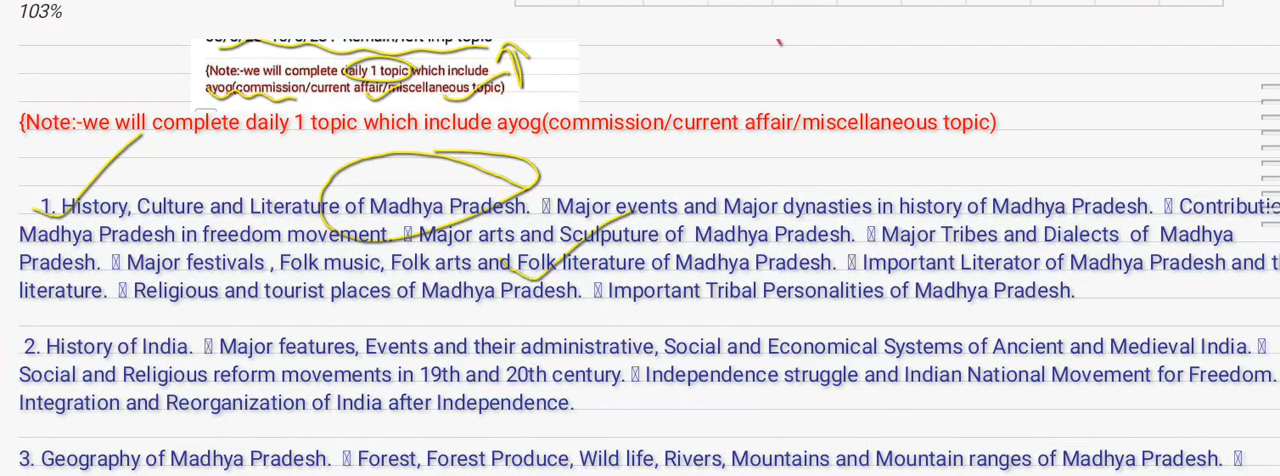 103%
{Note:-we will complete daily 1 topic which include
ayog(commission/current affair/miscellaneous topic)
{Note:-we will complete daily 1 topic which include ayog(commission/current affair/miscellaneous topic)
1. History, Culture and Literature of Madhya Pradesh.  Major events and Major dynasties in history of Madhya Pradesh.  Contributio
Madhya Pradesh in freedom movement.  Major arts and Sculputure of Madhya Pradesh.  Major Tribes and Dialects of Madhya
Pradesh.  Major festivals , Folk music, Folk arts and Folk literature of Madhya Pradesh.  Important Literator of Madhya Pradesh and t
literature.  Religious and tourist places of Madhya Pradesh.  Important Tribal Personalities of Madhya Pradesh.
2. History of India.  Major features, Events and their administrative, Social and Economical Systems of Ancient and Medieval India. 
Social and Religious reform movements in 19th and 20th century.  Independence struggle and Indian National Movement for Freedom.
Integration and Reorganization of India after Independence.
3. Geography of Madhya Pradesh.  Forest, Forest Produce, Wild life, Rivers, Mountains and Mountain ranges of Madhya Pradesh.